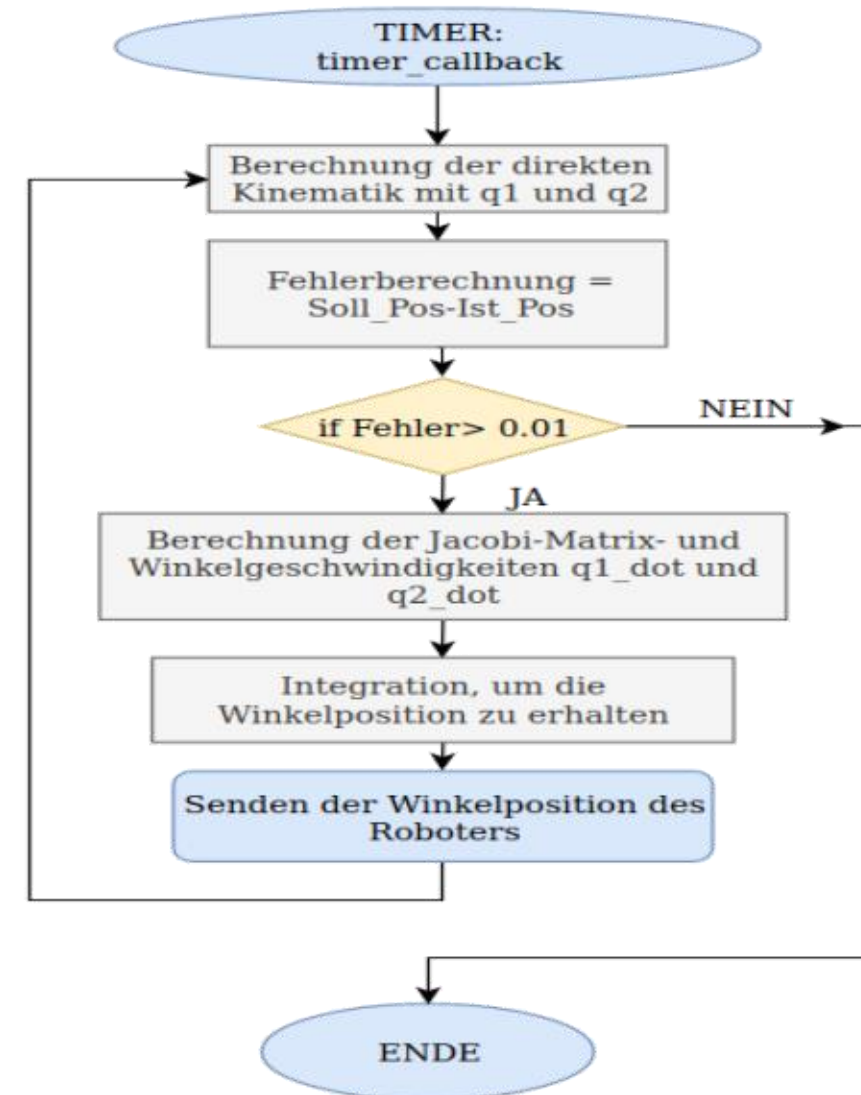 TIMER:
timer_callback
Berechnung der direkten
Kinematik mit q1 und q2
Fehlerberechnung =
Soll_Pos-Ist_Pos
if Fehler> 0.01
NEIN
JA
Berechnung der Jacobi-Matrix- und
Winkelgeschwindigkeiten q1_dot und
q2_dot
Integration, um die
Winkelposition zu erhalten
Senden der Winkelposition des
Roboters
ENDE